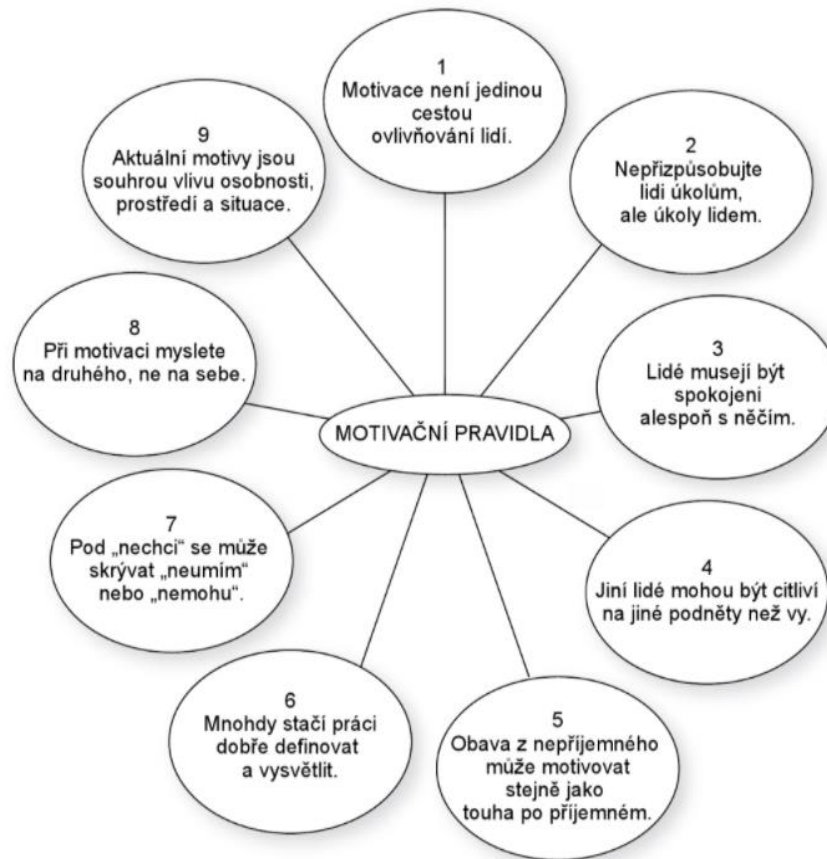 1
Motivace není jedinou
cestou
ovlivňování lidí.
2
Nepřizpůsobujte
lidi úkolům,
ale úkoly lidem.
3
Lidé musejí být
spokojeni
alespoň s něčím.
4
Jiní lidé mohou být citliví
na jiné podněty než vy.
5
Obava z nepříjemného
může motivovat
stejně jako
touha po příjemném.
6
Mnohdy stačí práci
dobře definovat
a vysvětlit.
7
Pod „nechci“ se může
skrývat „neumím“
nebo „nemohu“.
8
Při motivaci myslete
na druhého, ne na sebe.
9
Aktuální motivy jsou
souhrou vlivu osobnosti,
prostředí a situace.
MOTIVAČNÍ PRAVIDLA